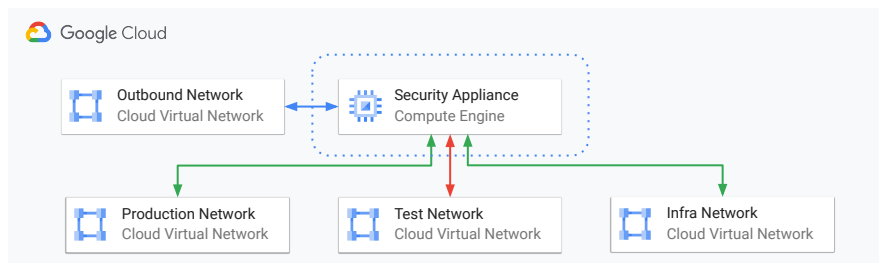 Google Cloud
Outbound Network
Cloud Virtual Network
Security Appliance
Compute Engine
Production Network
Cloud Virtual Network
Test Network
Cloud Virtual Network
Infra Network
Cloud Virtual Network